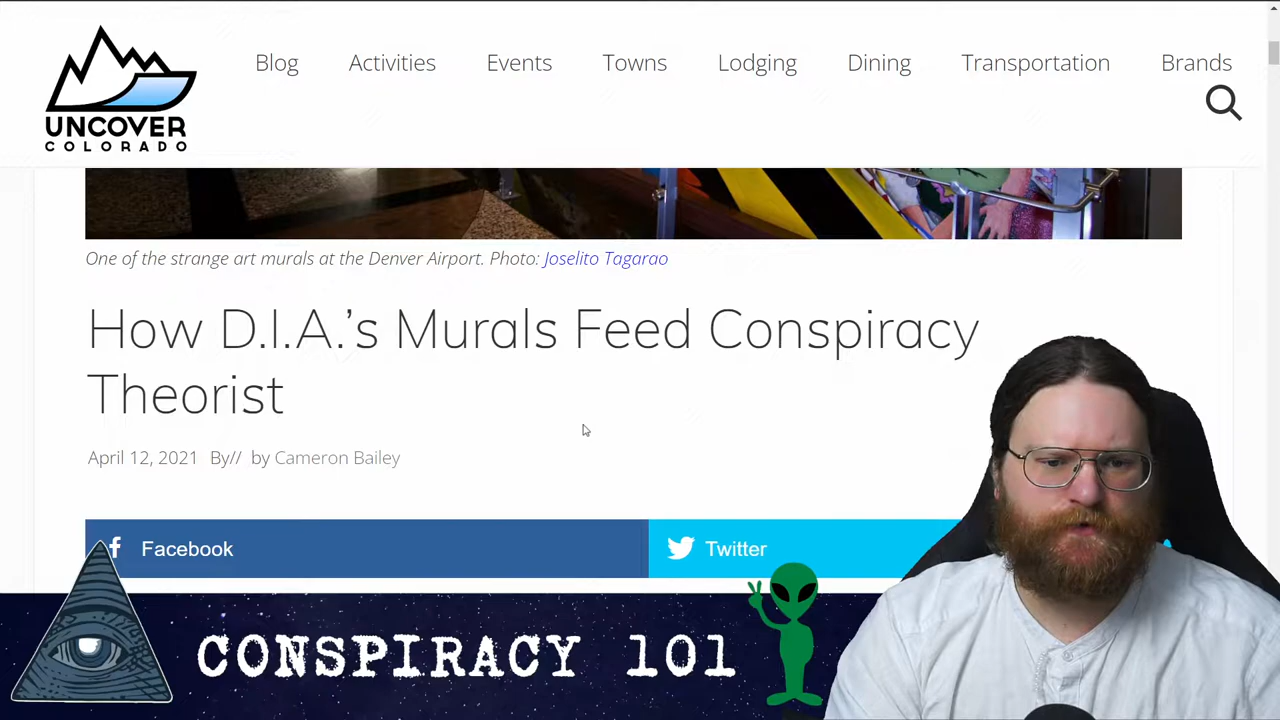 UNCOVER
COLORADO
Blog Activities Events Towns Lodging Dining Transportation Brands
One of the strange art murals at the Denver Airport. Photo: Joselito Tagarao
How D.I.A.'s Murals Feed Conspiracy
Theorist
April 12, 2021 By// by Cameron Bailey
Facebook
Twitter
CONSPIRACY 101